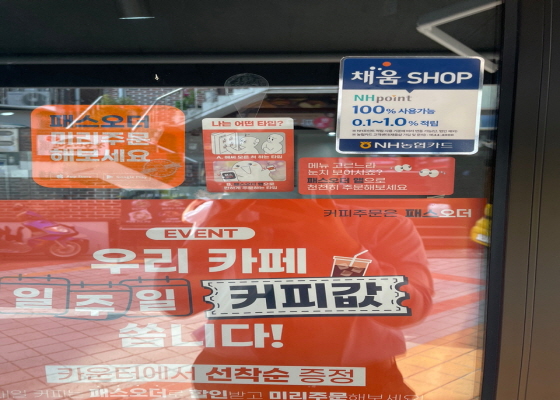 채움 SHOP
NHpoint
100% 사용가능
0.1~1.0% 적립
NH농협카드
패스오더
미리주문
해보세요
나는 어떤 타입?
메뉴 고르느라
눈치 보이셨죠?
패스오더 앱으로
천천히 주문해보세요
커피주문은 패스오더
EVENT
우리 카페
일주일 커피값
쏩니다!
카운터에서 선착순 증정
패스오더 확인받고 미리주문해보세요